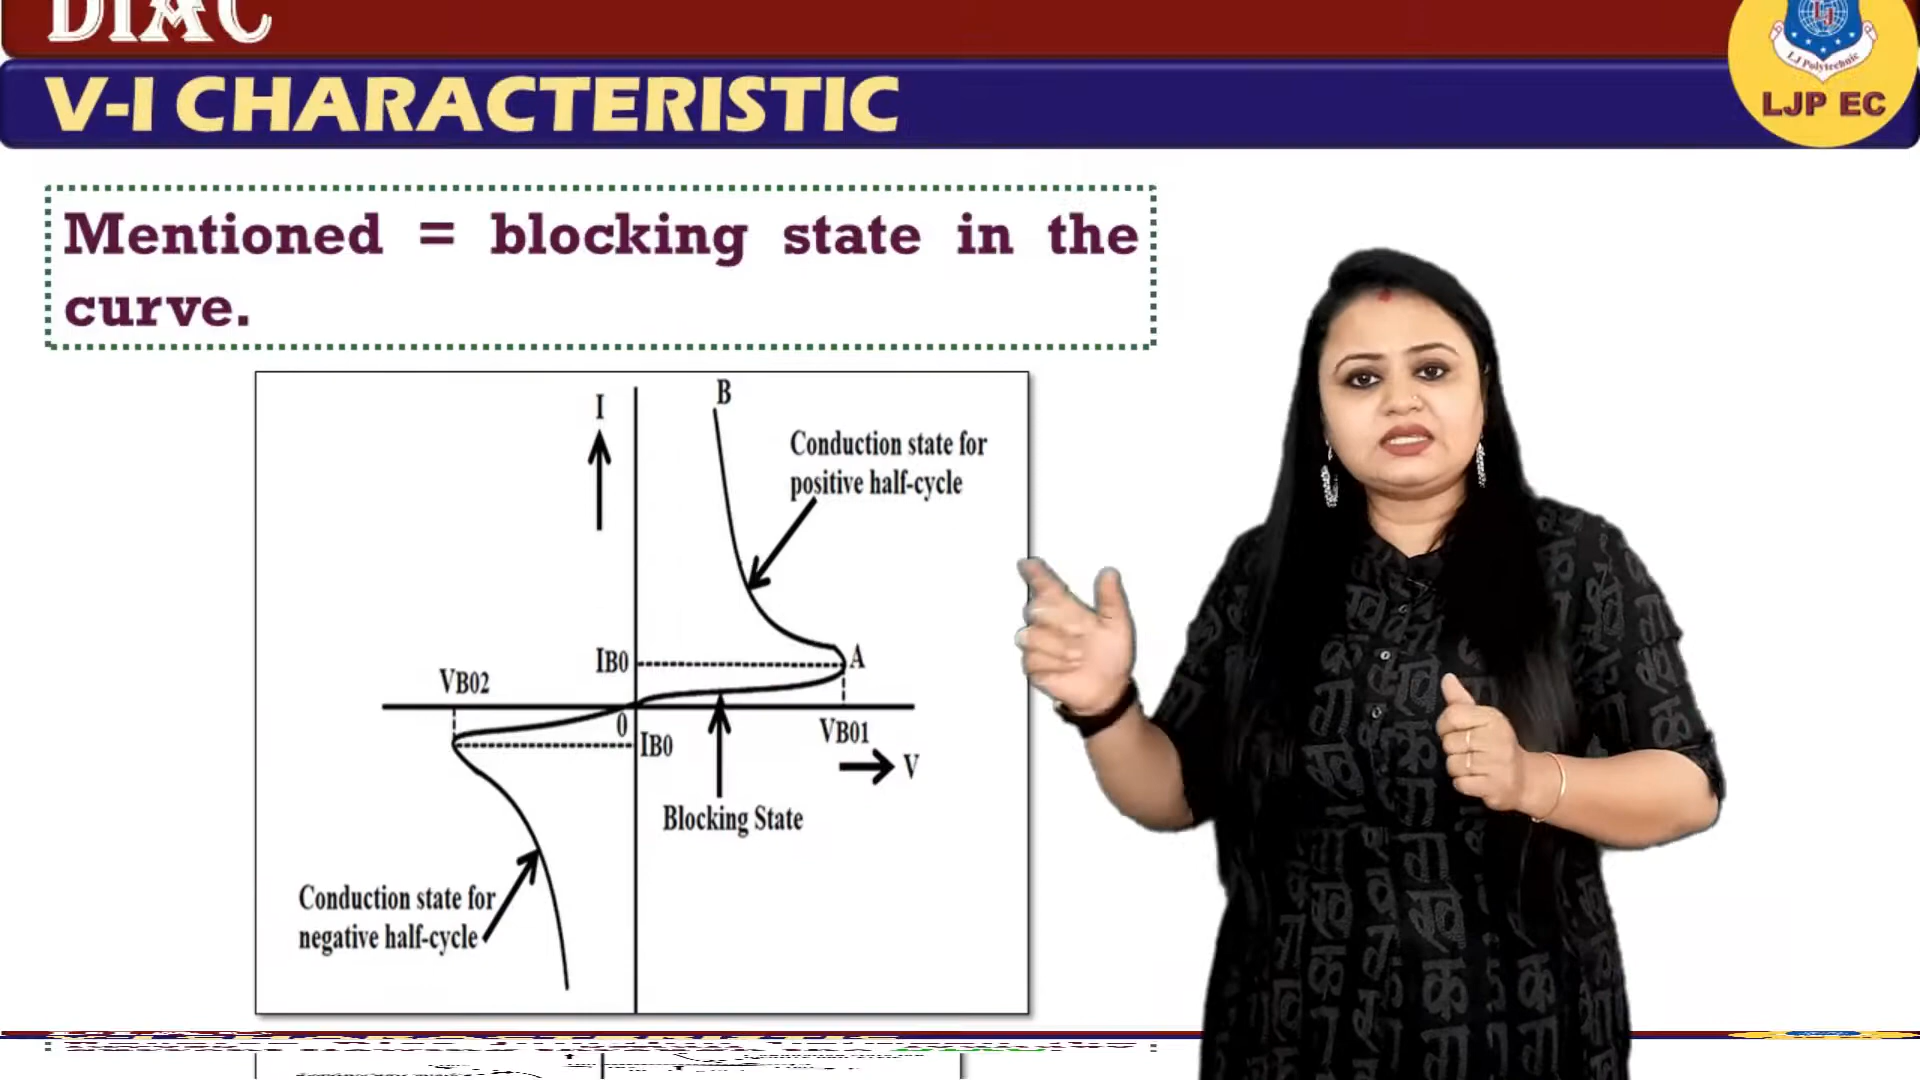 DIAC
V-I CHARACTERISTIC
LJ Polytechnic
LJP EC
Mentioned = blocking state in the
curve.
B
I
Conduction state for
positive half-cycle
IB0
A
VB02
0
IB0
VB01
V
Blocking State
Conduction state for
negative half-cycle